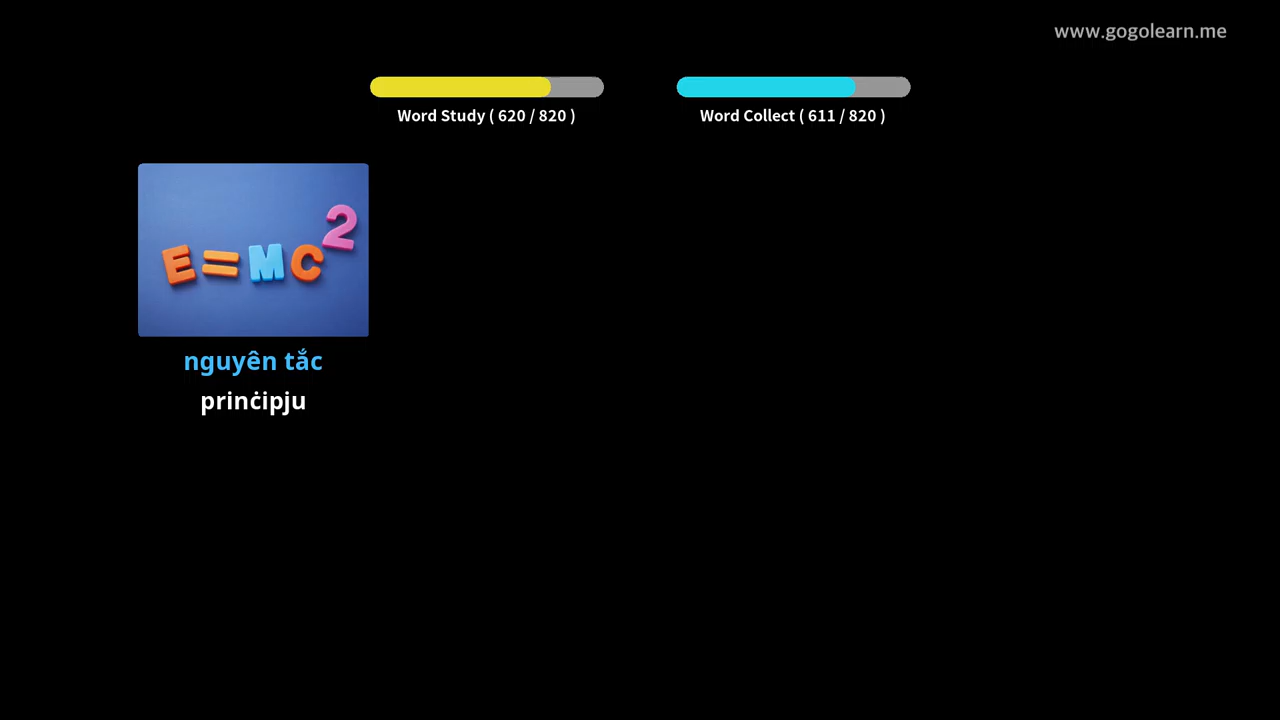 www.gogolearn.me
Word Study ( 620 / 820 )
Word Collect ( 611 / 820 )
E=MC²
nguyên tắc
prinċipju